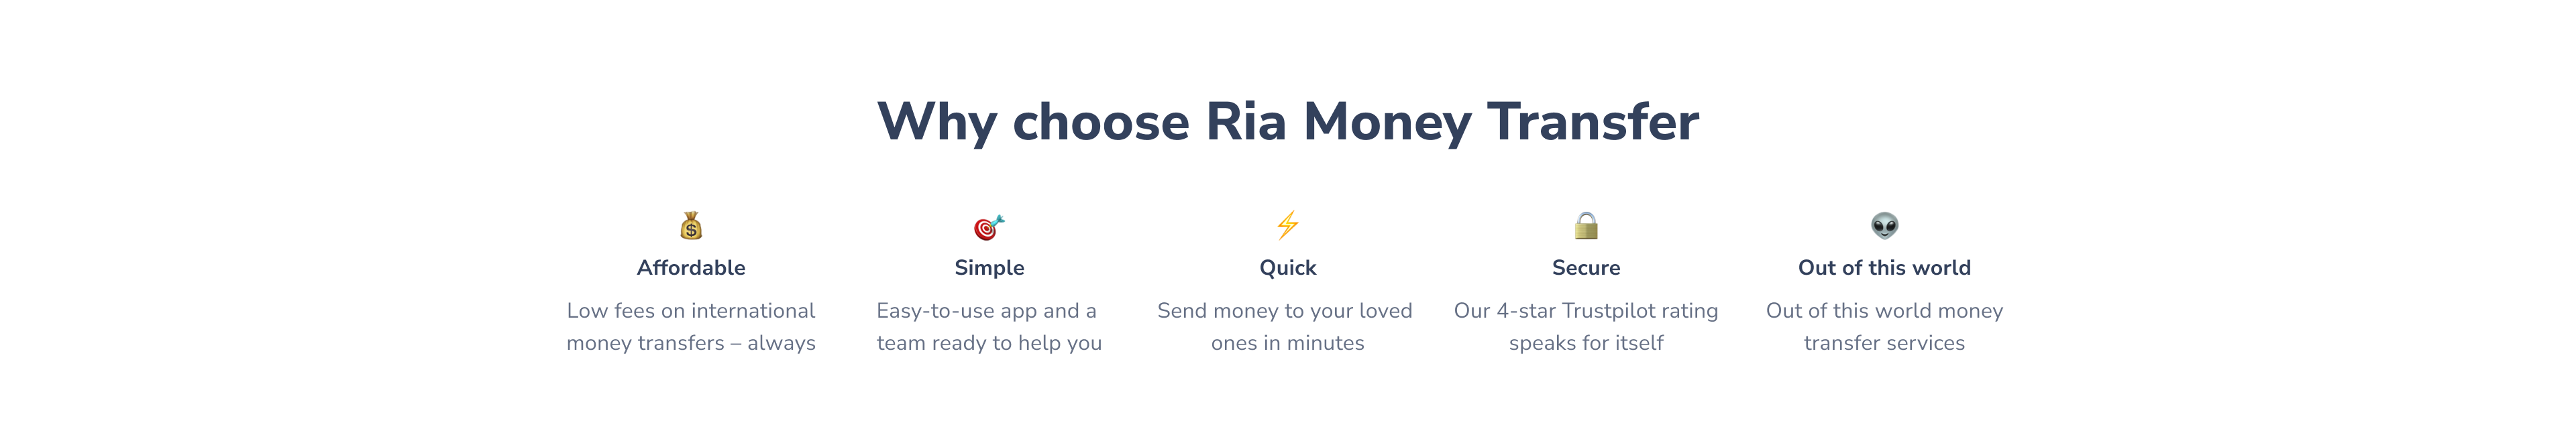 Why choose Ria Money Transfer
Affordable
Low fees on international
money transfers – always
Simple
Easy-to-use app and a
team ready to help you
Quick
Send money to your loved
ones in minutes
Secure
Our 4-star Trustpilot rating
speaks for itself
Out of this world
Out of this world money
transfer services